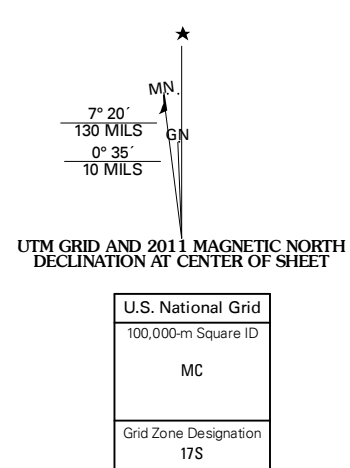 ★
MN
7° 20´
130 MILS
GN
0° 35´
10 MILS
UTM GRID AND 2011 MAGNETIC NORTH
DECLINATION AT CENTER OF SHEET
U.S. National Grid
100,000-m Square ID
MC
Grid Zone Designation
17S